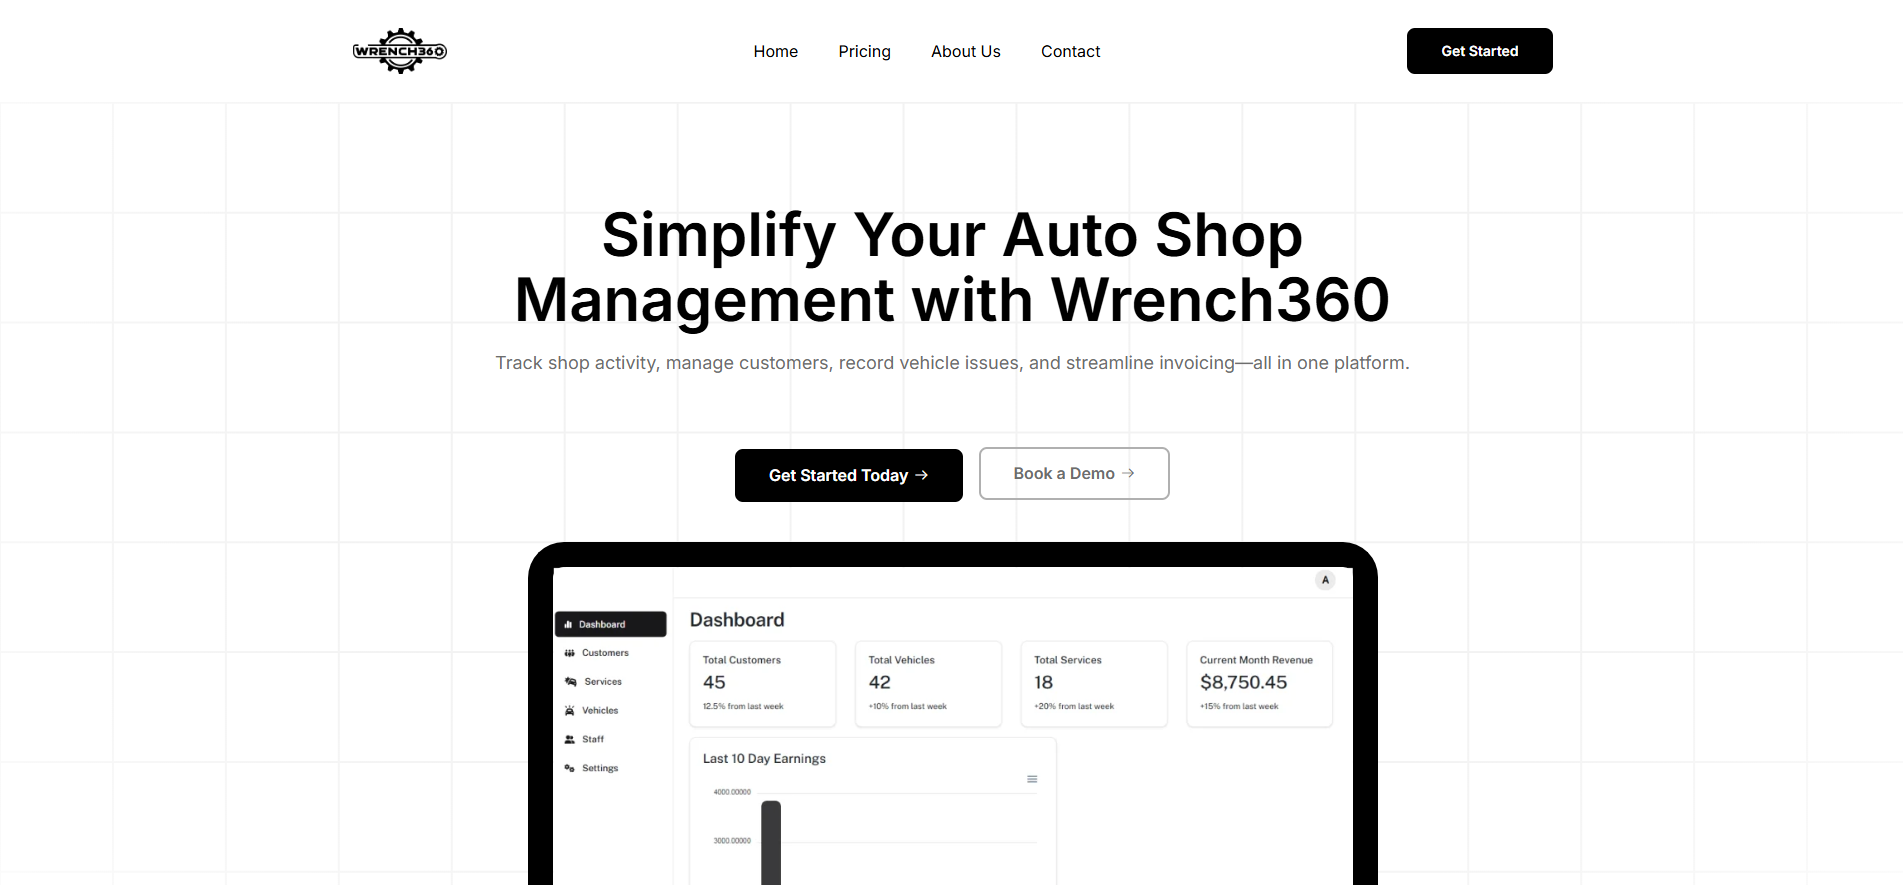 WRENCH360
Home
Pricing
About Us
Contact
Get Started
Simplify Your Auto Shop
Management with Wrench360
Track shop activity, manage customers, record vehicle issues, and streamline invoicing—all in one platform.
Get Started Today →
Book a Demo →
A
Dashboard
Customers
Services
Vehicles
Staff
Settings
Dashboard
Total Customers
45
12.5% from last week
Total Vehicles
42
+10% from last week
Total Services
18
+20% from last week
Current Month Revenue
$8,750.45
+15% from last week
Last 10 Day Earnings
4000.00000
3000.00000